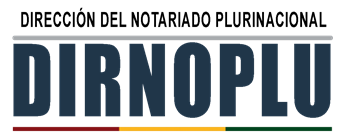 DIRECCIÓN DEL NOTARIADO PLURINACIONAL
DIRNOPLU